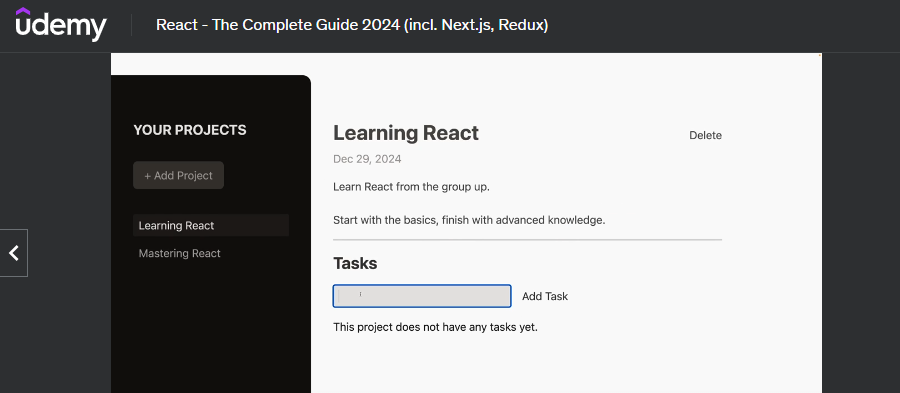 ûdemy
React - The Complete Guide 2024 (incl. Next.js, Redux)
YOUR PROJECTS
+ Add Project
Learning React
Mastering React
Learning React
Delete
Dec 29, 2024
Learn React from the group up.
Start with the basics, finish with advanced knowledge.
Tasks
Add Task
This project does not have any tasks yet.